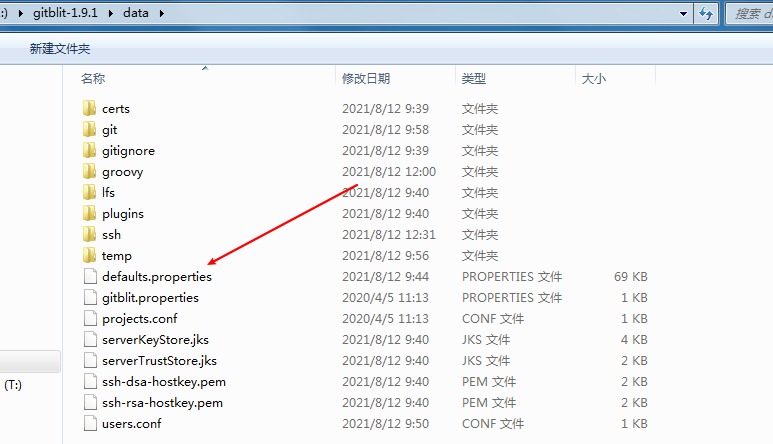 :) ▸ gitblit-1.9.1 ▸ data ▸ 搜索 d
新建文件夹
名称 修改日期 类型 大小
certs 2021/8/12 9:39 文件夹
git 2021/8/12 9:58 文件夹
gitignore 2021/8/12 9:39 文件夹
groovy 2021/8/12 12:00 文件夹
lfs 2021/8/12 9:40 文件夹
plugins 2021/8/12 9:40 文件夹
ssh 2021/8/12 12:31 文件夹
temp 2021/8/12 9:56 文件夹
defaults.properties 2021/8/12 9:44 PROPERTIES 文件 69 KB
gitblit.properties 2020/4/5 11:13 PROPERTIES 文件 1 KB
projects.conf 2020/4/5 11:13 CONF 文件 1 KB
serverKeyStore.jks 2021/8/12 9:40 JKS 文件 4 KB
serverTrustStore.jks 2021/8/12 9:40 JKS 文件 2 KB
(T:) ssh-dsa-hostkey.pem 2021/8/12 9:40 PEM 文件 2 KB
ssh-rsa-hostkey.pem 2021/8/12 9:40 PEM 文件 2 KB
users.conf 2021/8/12 9:50 CONF 文件 1 KB